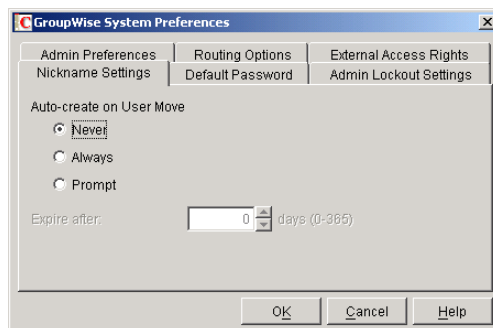 GroupWise System Preferences
Admin Preferences Routing Options External Access Rights
Nickname Settings Default Password Admin Lockout Settings
Auto-create on User Move
Never
Always
Prompt
Expire after: 0 days (0-365)
OK Cancel Help